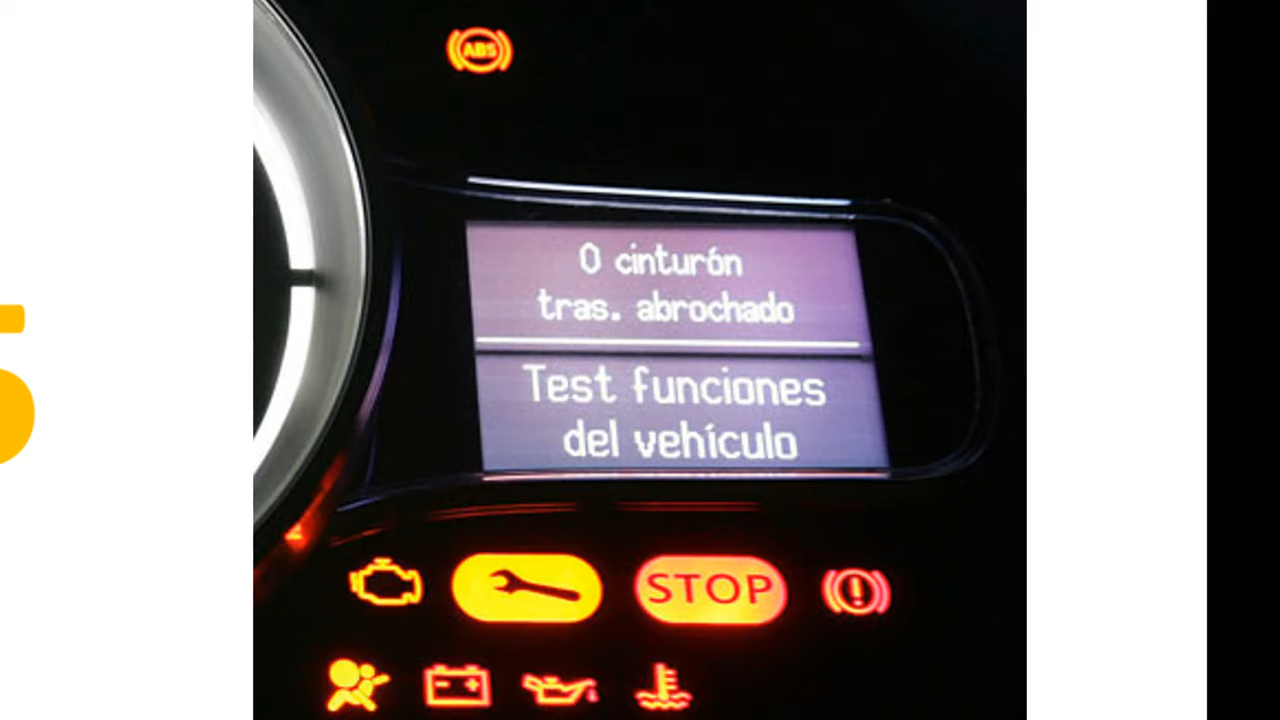 ABS
0 cinturón
tras. abrochado
Test funciones
del vehículo
STOP